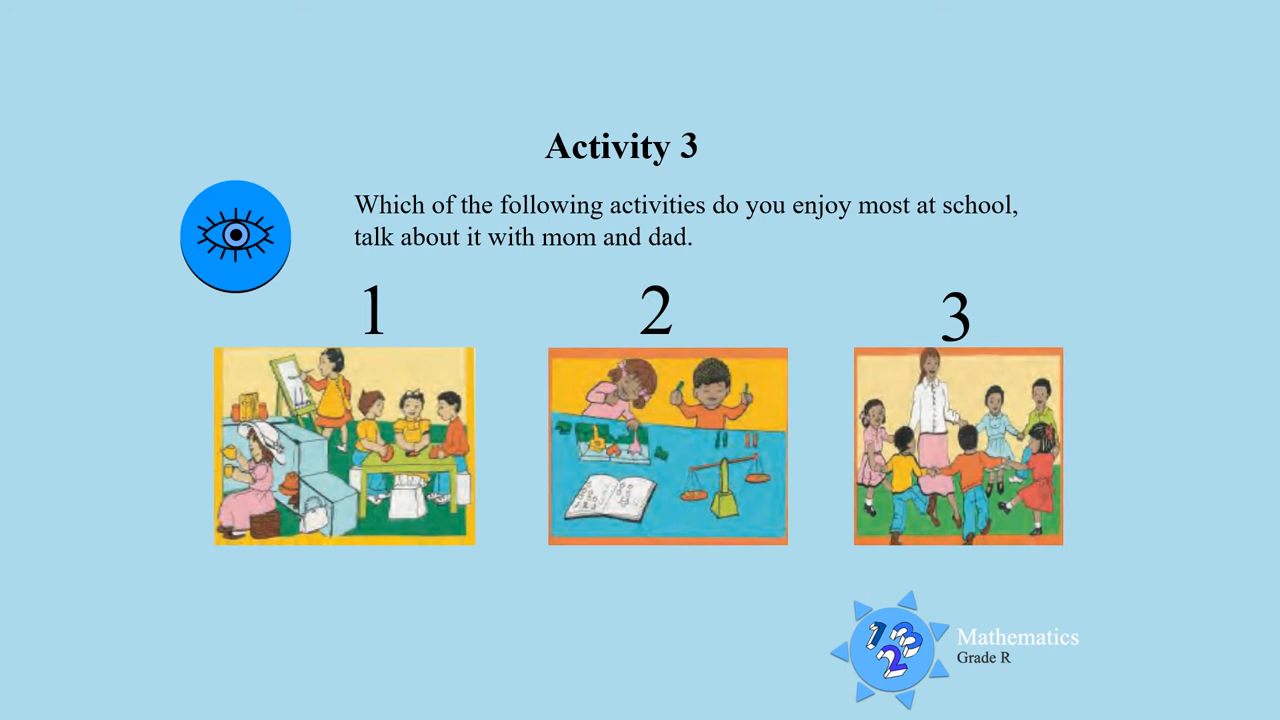 Activity 3
Which of the following activities do you enjoy most at school,
talk about it with mom and dad.
1 2 3
123
Mathematics
Grade R